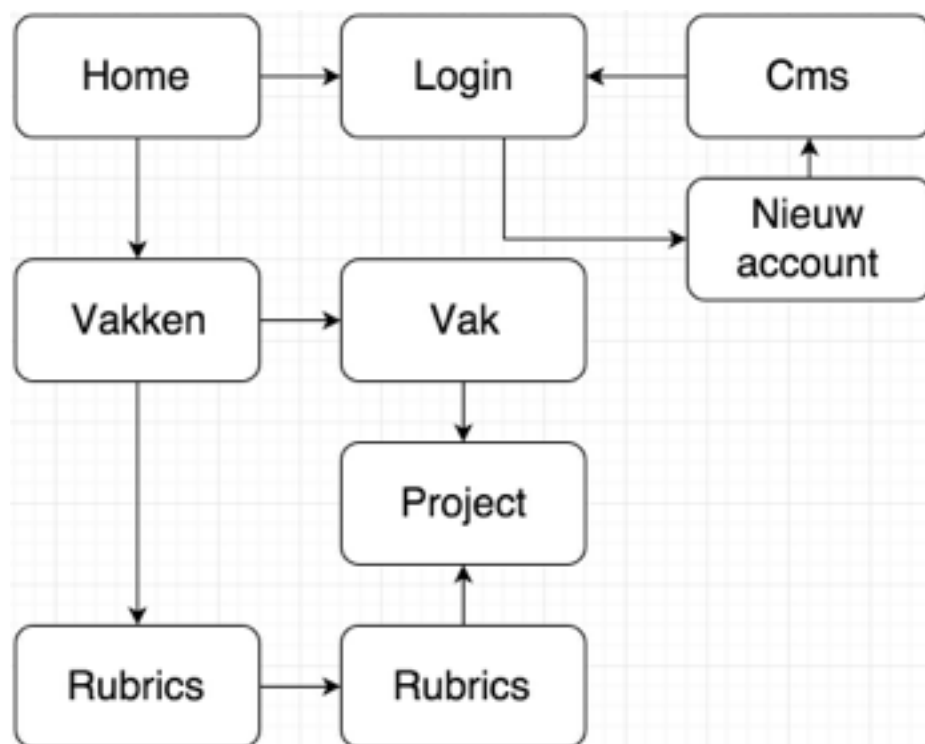 Home
Login
Cms
Nieuw
account
Vakken
Vak
Project
Rubrics
Rubrics